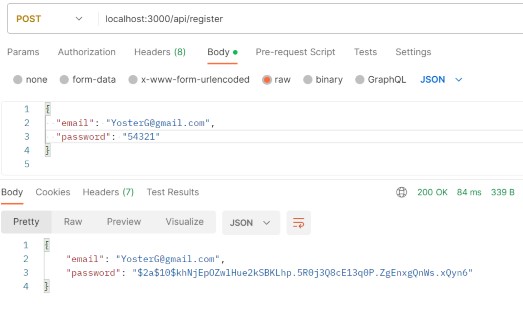 POST localhost:3000/api/register
Params Authorization Headers (8) Body Pre-request Script Tests Settings
none form-data x-www-form-urlencoded raw binary GraphQL JSON
1 {
2 "email": "YosterG@gmail.com",
3 "password": "54321"
4 }
5
Body Cookies Headers (7) Test Results 200 OK 84 ms 339 B
Pretty Raw Preview Visualize JSON
1 {
2 "email": "YosterG@gmail.com",
3 "password": "$2a$10$khNjEpOZwlHue2kSBKLhp.5R0j3Q8cE13q0P.ZgEnxgQnWs.xQyn6"
4 }